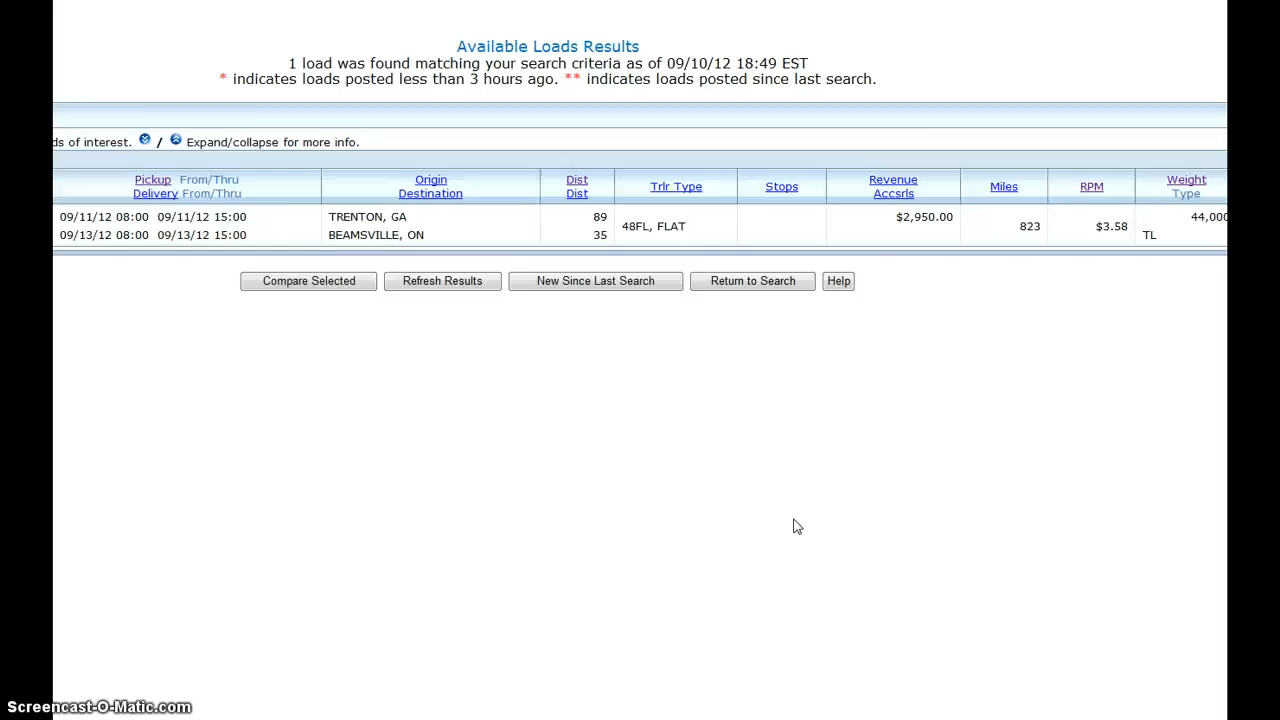 Available Loads Results
1 load was found matching your search criteria as of 09/10/12 18:49 EST
* indicates loads posted less than 3 hours ago. ** indicates loads posted since last search.
ds of interest. / Expand/collapse for more info.
Pickup From/Thru Origin Dist Trlr Type Stops Revenue Miles RPM Weight
Delivery From/Thru Destination Dist Accsrls Type
09/11/12 08:00 09/11/12 15:00 TRENTON, GA 89 48FL, FLAT $2,950.00 823 $3.58 44,000
09/13/12 08:00 09/13/12 15:00 BEAMSVILLE, ON 35 TL
Compare Selected Refresh Results New Since Last Search Return to Search Help
Screencast-O-Matic.com